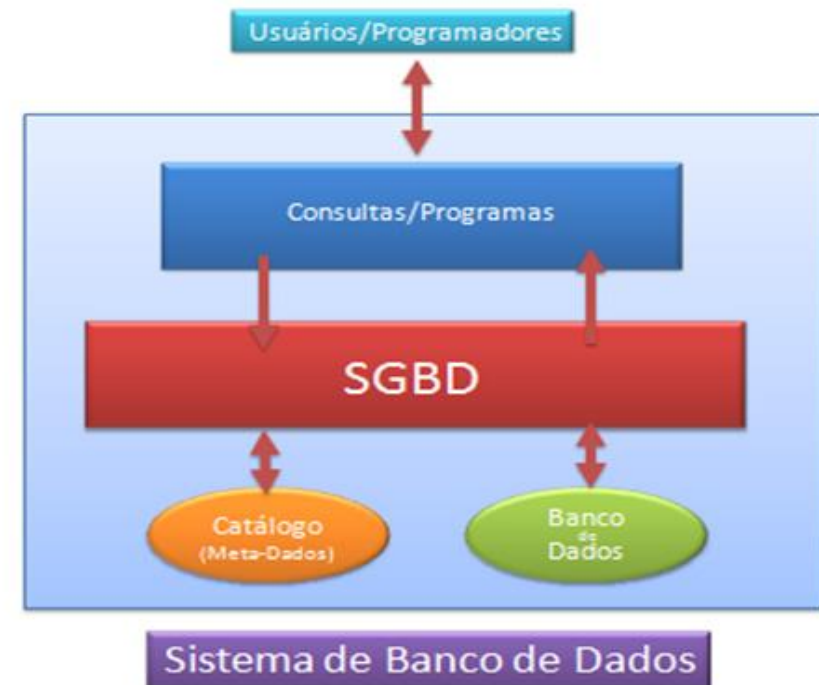 Usuários/Programadores
Consultas/Programas
SGBD
Catálogo
(Meta-Dados)
Banco
de
Dados
Sistema de Banco de Dados